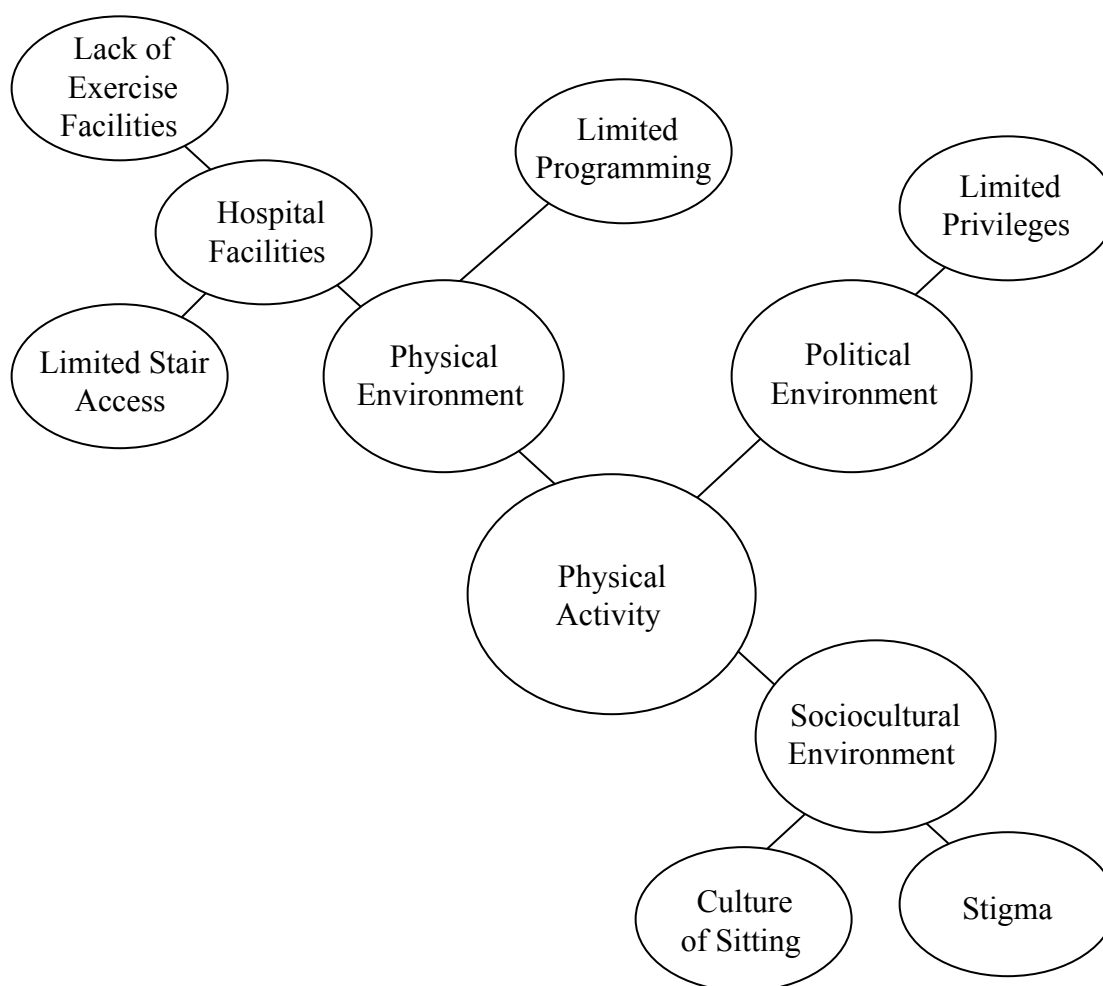 Lack of
Exercise
Facilities
Limited
Programming
Limited
Privileges
Hospital
Facilities
Limited Stair
Access
Physical
Environment
Political
Environment
Physical
Activity
Sociocultural
Environment
Culture
of Sitting
Stigma